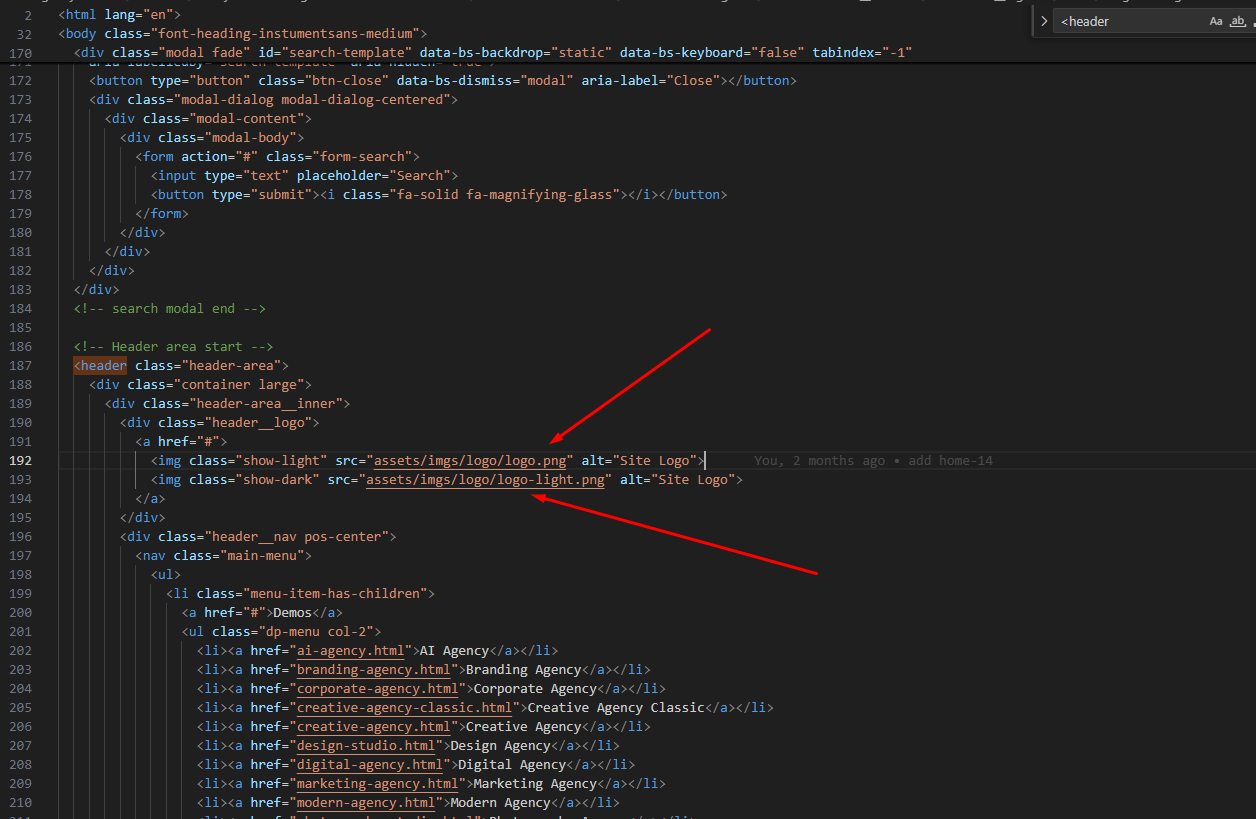 <header
Aa ab
2 <html lang="en">
32 <body class="font-heading-instumentsans-medium">
170 <div class="modal fade" id="search-template" data-bs-backdrop="static" data-bs-keyboard="false" tabindex="-1"
172 <button type="button" class="btn-close" data-bs-dismiss="modal" aria-label="Close"></button>
173 <div class="modal-dialog modal-dialog-centered">
174 <div class="modal-content">
175 <div class="modal-body">
176 <form action="#" class="form-search">
177 <input type="text" placeholder="Search">
178 <button type="submit"><i class="fa-solid fa-magnifying-glass"></i></button>
179 </form>
180 </div>
181 </div>
182 </div>
183 </div>
184 <!-- search modal end -->
185
186 <!-- Header area start -->
187 <header class="header-area">
188 <div class="container large">
189 <div class="header-area__inner">
190 <div class="header__logo">
191 <a href="#">
192 <img class="show-light" src="assets/imgs/logo/logo.png" alt="Site Logo"> You, 2 months ago • add home-14
193 <img class="show-dark" src="assets/imgs/logo/logo-light.png" alt="Site Logo">
194 </a>
195 </div>
196 <div class="header__nav pos-center">
197 <nav class="main-menu">
198 <ul>
199 <li class="menu-item-has-children">
200 <a href="#">Demos</a>
201 <ul class="dp-menu col-2">
202 <li><a href="ai-agency.html">AI Agency</a></li>
203 <li><a href="branding-agency.html">Branding Agency</a></li>
204 <li><a href="corporate-agency.html">Corporate Agency</a></li>
205 <li><a href="creative-agency-classic.html">Creative Agency Classic</a></li>
206 <li><a href="creative-agency.html">Creative Agency</a></li>
207 <li><a href="design-studio.html">Design Agency</a></li>
208 <li><a href="digital-agency.html">Digital Agency</a></li>
209 <li><a href="marketing-agency.html">Marketing Agency</a></li>
210 <li><a href="modern-agency.html">Modern Agency</a></li>